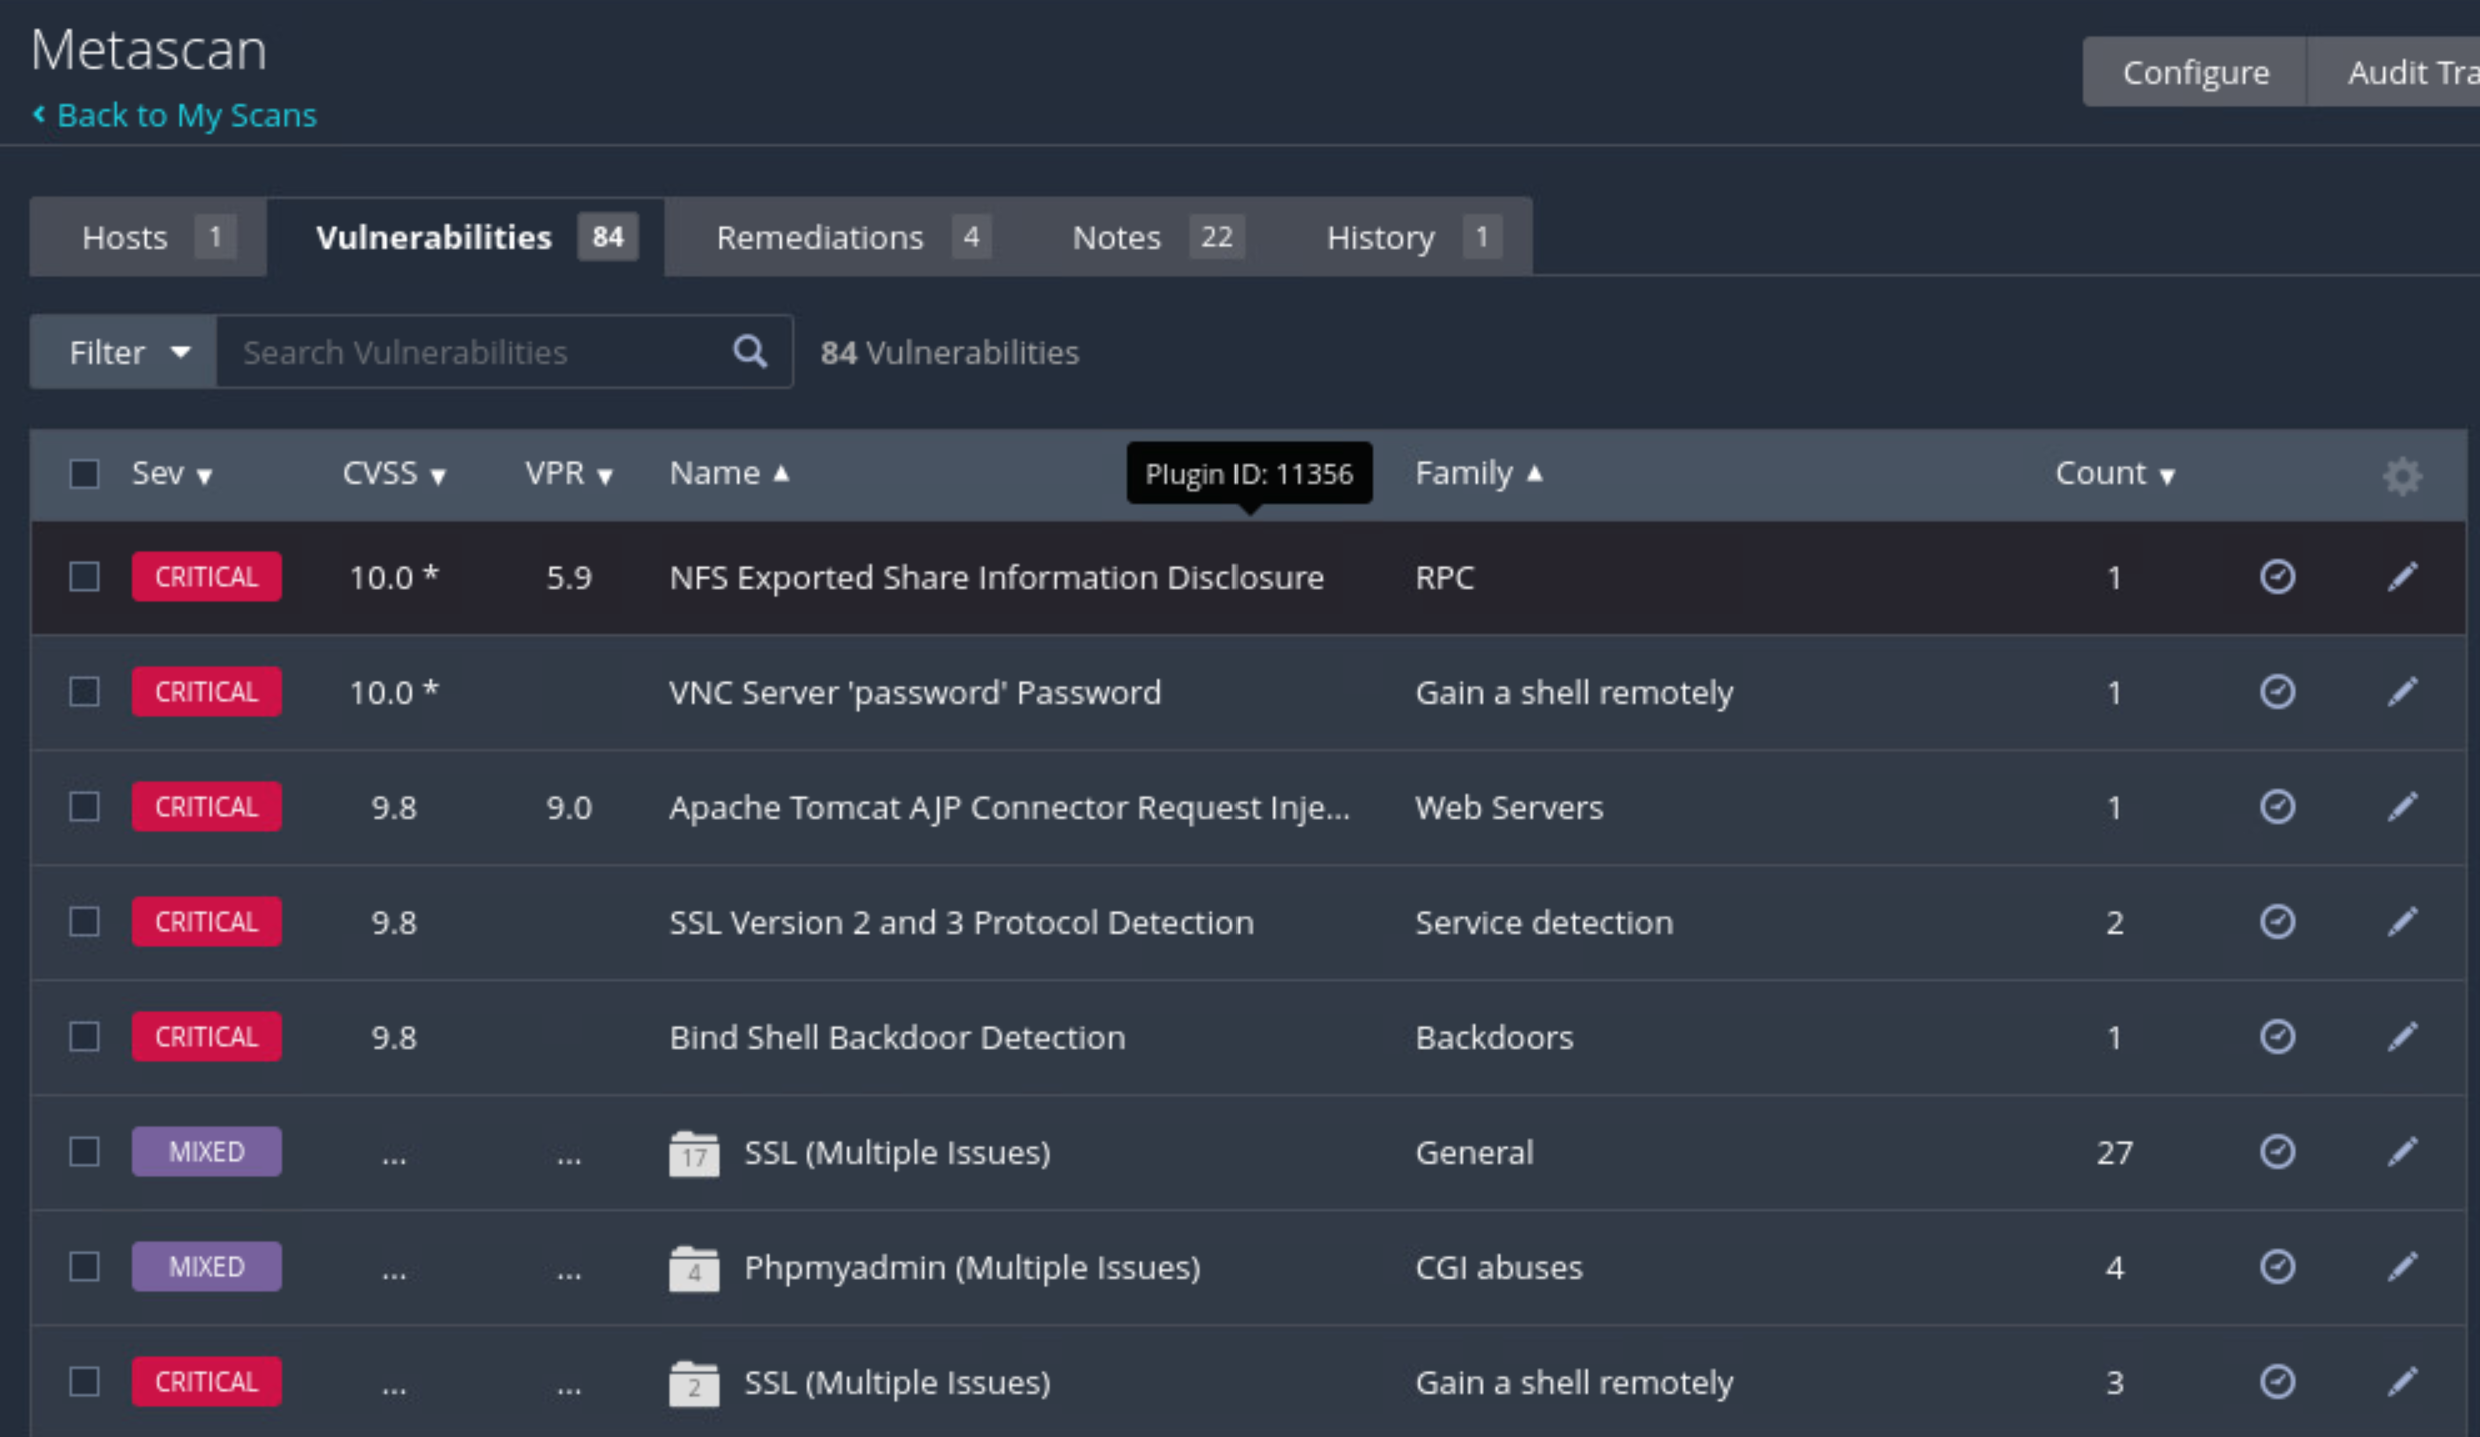 Metascan
Configure
Audit Tra
Back to My Scans
Hosts 1 Vulnerabilities 84 Remediations 4 Notes 22 History 1
Filter Search Vulnerabilities 84 Vulnerabilities
Sev CVSS VPR Name Plugin ID: 11356 Family Count
CRITICAL 10.0 * 5.9 NFS Exported Share Information Disclosure RPC 1
CRITICAL 10.0 * VNC Server 'password' Password Gain a shell remotely 1
CRITICAL 9.8 9.0 Apache Tomcat AJP Connector Request Inje... Web Servers 1
CRITICAL 9.8 SSL Version 2 and 3 Protocol Detection Service detection 2
CRITICAL 9.8 Bind Shell Backdoor Detection Backdoors 1
MIXED ... ... 17 SSL (Multiple Issues) General 27
MIXED ... ... 4 Phpmyadmin (Multiple Issues) CGI abuses 4
CRITICAL ... ... 2 SSL (Multiple Issues) Gain a shell remotely 3